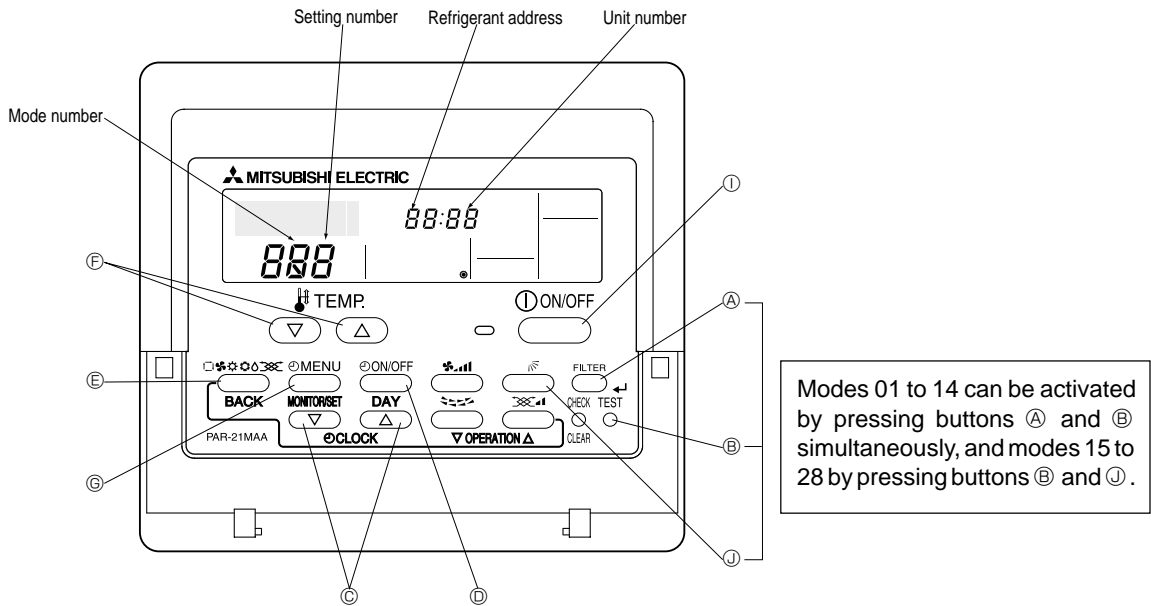 Setting number
Refrigerant address
Unit number
Mode number
MITSUBISHI ELECTRIC
88:88
888
Ⓕ
TEMP.
ON/OFF
Ⓘ
Ⓐ
Ⓔ
MENU
ON/OFF
FILTER
BACK
MONITOR/SET
DAY
CHECK TEST
PAR-21MAA
CLOCK
▽ OPERATION △
CLEAR
Ⓑ
Ⓖ
Ⓙ
Ⓒ
Ⓓ
Modes 01 to 14 can be activated
by pressing buttons Ⓐ and Ⓑ
simultaneously, and modes 15 to
28 by pressing buttons Ⓑ and Ⓙ.